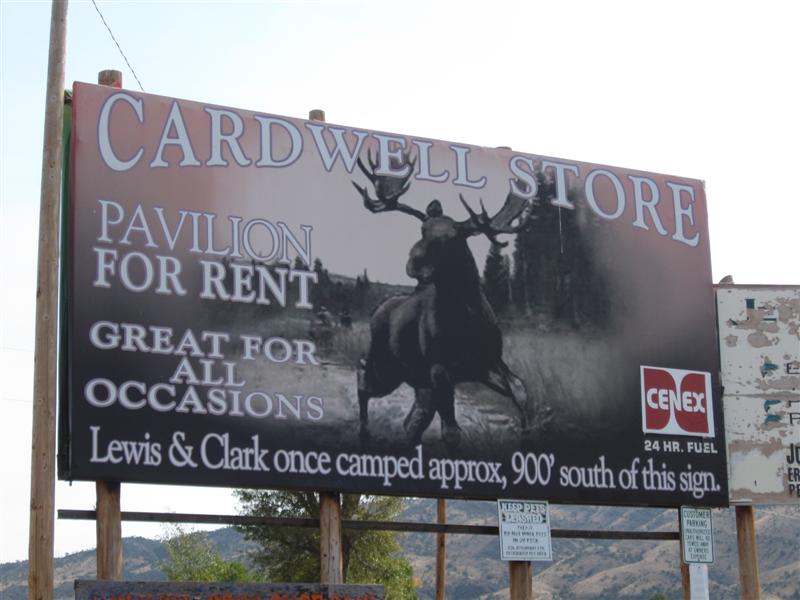 CARDWELL STORE
PAVILION
FOR RENT
GREAT FOR
ALL
OCCASIONS
CENEX
24 HR. FUEL
Lewis & Clark once camped approx, 900' south of this sign.
KEEP PETS
LEASHED
CUSTOMER
PARKING